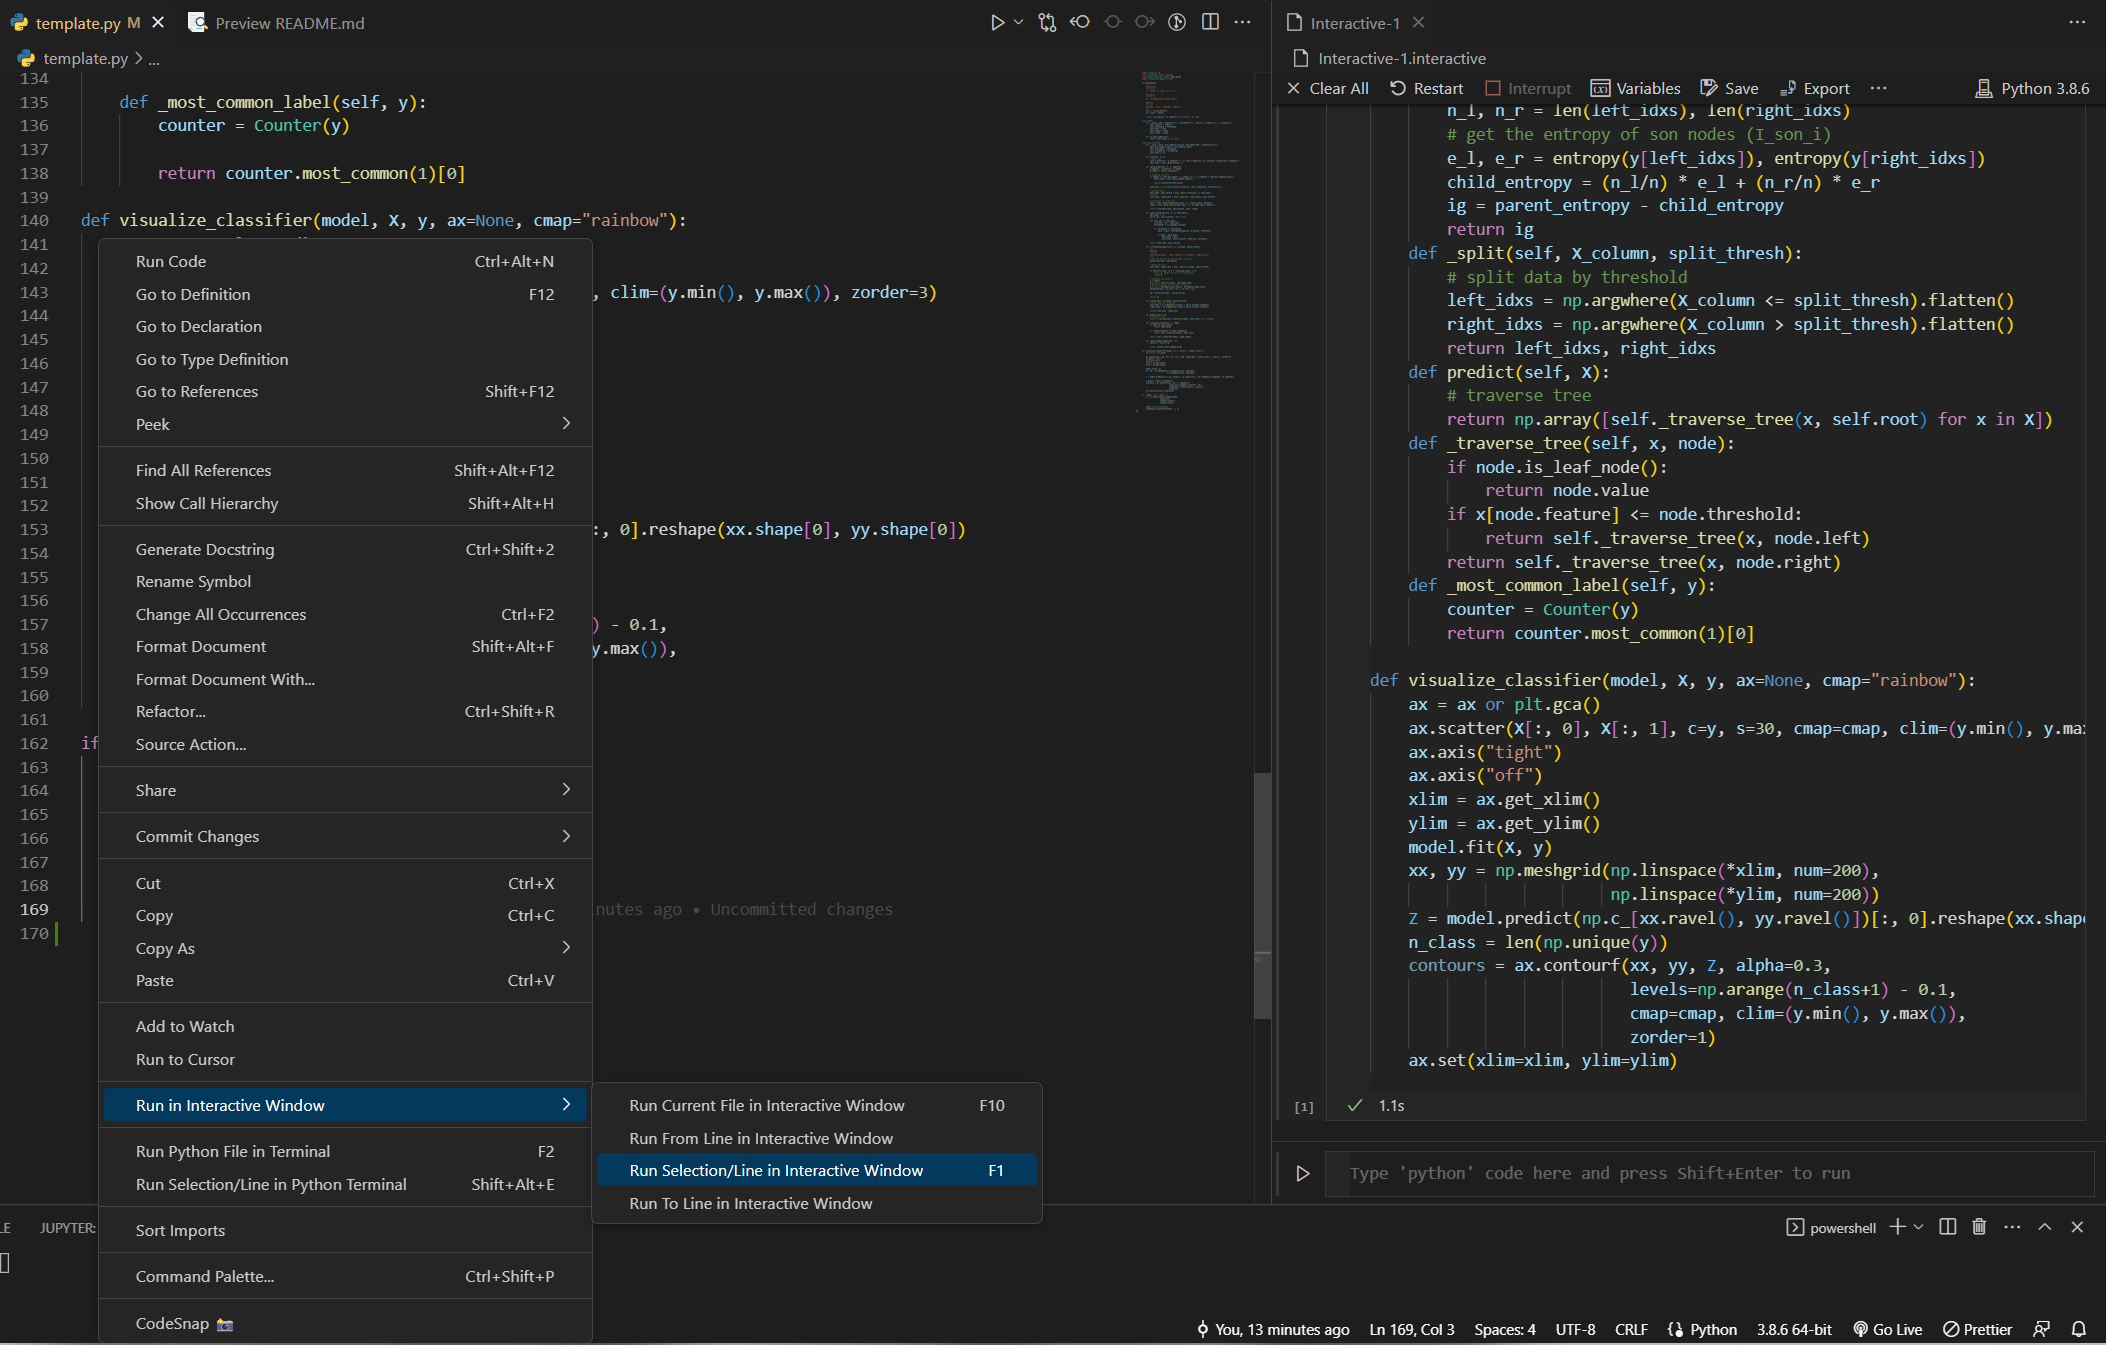 template.py M
Preview README.md
template.py > ...
134
135 def _most_common_label(self, y):
136 counter = Counter(y)
137
138 return counter.most_common(1)[0]
139
140 def visualize_classifier(model, X, y, ax=None, cmap="rainbow"):
141
142
143 , clim=(y.min(), y.max()), zorder=3)
144
145
146
147
148
149
150
151
152
153 :, 0].reshape(xx.shape[0], yy.shape[0])
154
155
156
157 ) - 0.1,
158 y.max()),
159
160
161
162 if
163
164
165
166
167
168
169 nutes ago • Uncommitted changes
170
Run Code Ctrl+Alt+N
Go to Definition F12
Go to Declaration
Go to Type Definition
Go to References Shift+F12
Peek
Find All References Shift+Alt+F12
Show Call Hierarchy Shift+Alt+H
Generate Docstring Ctrl+Shift+2
Rename Symbol
Change All Occurrences Ctrl+F2
Format Document Shift+Alt+F
Format Document With...
Refactor... Ctrl+Shift+R
Source Action...
Share
Commit Changes
Cut Ctrl+X
Copy Ctrl+C
Copy As
Paste Ctrl+V
Add to Watch
Run to Cursor
Run in Interactive Window
Run Python File in Terminal F2
Run Selection/Line in Python Terminal Shift+Alt+E
Sort Imports
Command Palette... Ctrl+Shift+P
CodeSnap 📸
Run Current File in Interactive Window F10
Run From Line in Interactive Window
Run Selection/Line in Interactive Window F1
Run To Line in Interactive Window
Interactive-1
Interactive-1.interactive
Clear All Restart Interrupt Variables Save Export ... Python 3.8.6
n_l, n_r = len(left_idxs), len(right_idxs)
# get the entropy of son nodes (I_son_i)
e_l, e_r = entropy(y[left_idxs]), entropy(y[right_idxs])
child_entropy = (n_l/n) * e_l + (n_r/n) * e_r
ig = parent_entropy - child_entropy
return ig
def _split(self, X_column, split_thresh):
# split data by threshold
left_idxs = np.argwhere(X_column <= split_thresh).flatten()
right_idxs = np.argwhere(X_column > split_thresh).flatten()
return left_idxs, right_idxs
def predict(self, X):
# traverse tree
return np.array([self._traverse_tree(x, self.root) for x in X])
def _traverse_tree(self, x, node):
if node.is_leaf_node():
return node.value
if x[node.feature] <= node.threshold:
return self._traverse_tree(x, node.left)
return self._traverse_tree(x, node.right)
def _most_common_label(self, y):
counter = Counter(y)
return counter.most_common(1)[0]
def visualize_classifier(model, X, y, ax=None, cmap="rainbow"):
ax = ax or plt.gca()
ax.scatter(X[:, 0], X[:, 1], c=y, s=30, cmap=cmap, clim=(y.min(), y.ma
ax.axis("tight")
ax.axis("off")
xlim = ax.get_xlim()
ylim = ax.get_ylim()
model.fit(X, y)
xx, yy = np.meshgrid(np.linspace(*xlim, num=200),
np.linspace(*ylim, num=200))
Z = model.predict(np.c_[xx.ravel(), yy.ravel()])[:, 0].reshape(xx.shap
n_class = len(np.unique(y))
contours = ax.contourf(xx, yy, Z, alpha=0.3,
levels=np.arange(n_class+1) - 0.1,
cmap=cmap, clim=(y.min(), y.max()),
zorder=1)
ax.set(xlim=xlim, ylim=ylim)
[1] ✓ 1.1s
Type 'python' code here and press Shift+Enter to run
LE JUPYTER:
powershell
You, 13 minutes ago Ln 169, Col 3 Spaces: 4 UTF-8 CRLF Python 3.8.6 64-bit Go Live Prettier